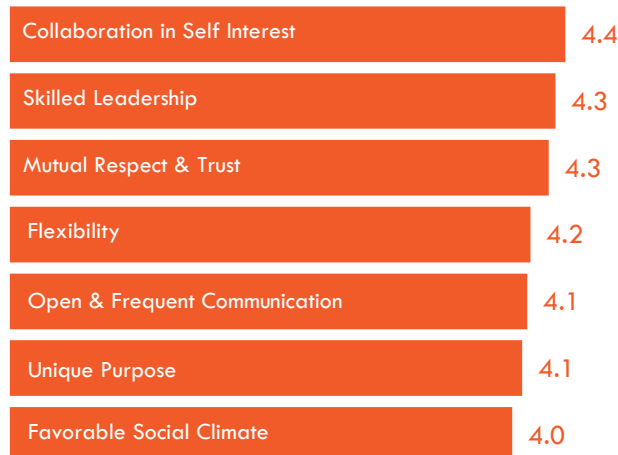 Collaboration in Self Interest 4.4
Skilled Leadership 4.3
Mutual Respect & Trust 4.3
Flexibility 4.2
Open & Frequent Communication 4.1
Unique Purpose 4.1
Favorable Social Climate 4.0